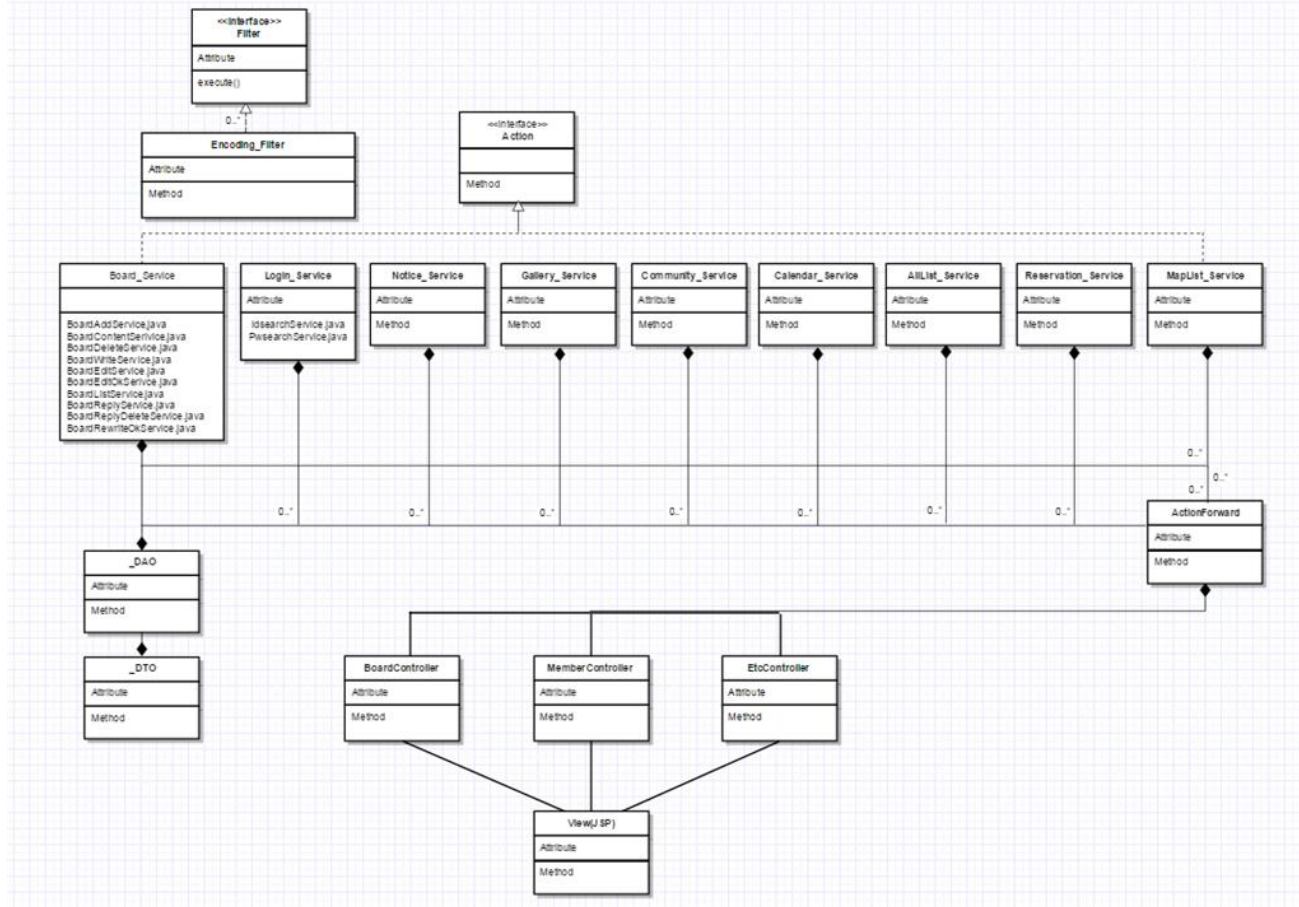 <<Interface>>
Filter
Attribute
execute()
0..*
Encoding_Filter
Attribute
Method
<<Interface>>
Action
Method
Board_Service
BoardAddService.java
BoardContentSerivice.java
BoardDeleteService.java
BoardWriteService.java
BoardEditService.java
BoardEditOkSerivce.java
BoardListService.java
BoardReplyService.java
BoardReplyDeleteService.java
BoardRewriteOkService.java
Login_Service
Attribute
IdsearchService.java
PwsearchService.java
Notice_Service
Attribute
Method
Gallery_Service
Attribute
Method
Community_Service
Attribute
Method
Calendar_Service
Attribute
Method
AllList_Service
Attribute
Method
Reservation_Service
Attribute
Method
MapList_Service
Attribute
Method
0..*
0..*
0..*
0..*
0..*
0..*
0..*
0..*
0..*
0..*
ActionForward
Attribute
Method
_DAO
Attribute
Method
_DTO
Attribute
Method
BoardController
Attribute
Method
MemberController
Attribute
Method
EtcController
Attribute
Method
View(JSP)
Attribute
Method